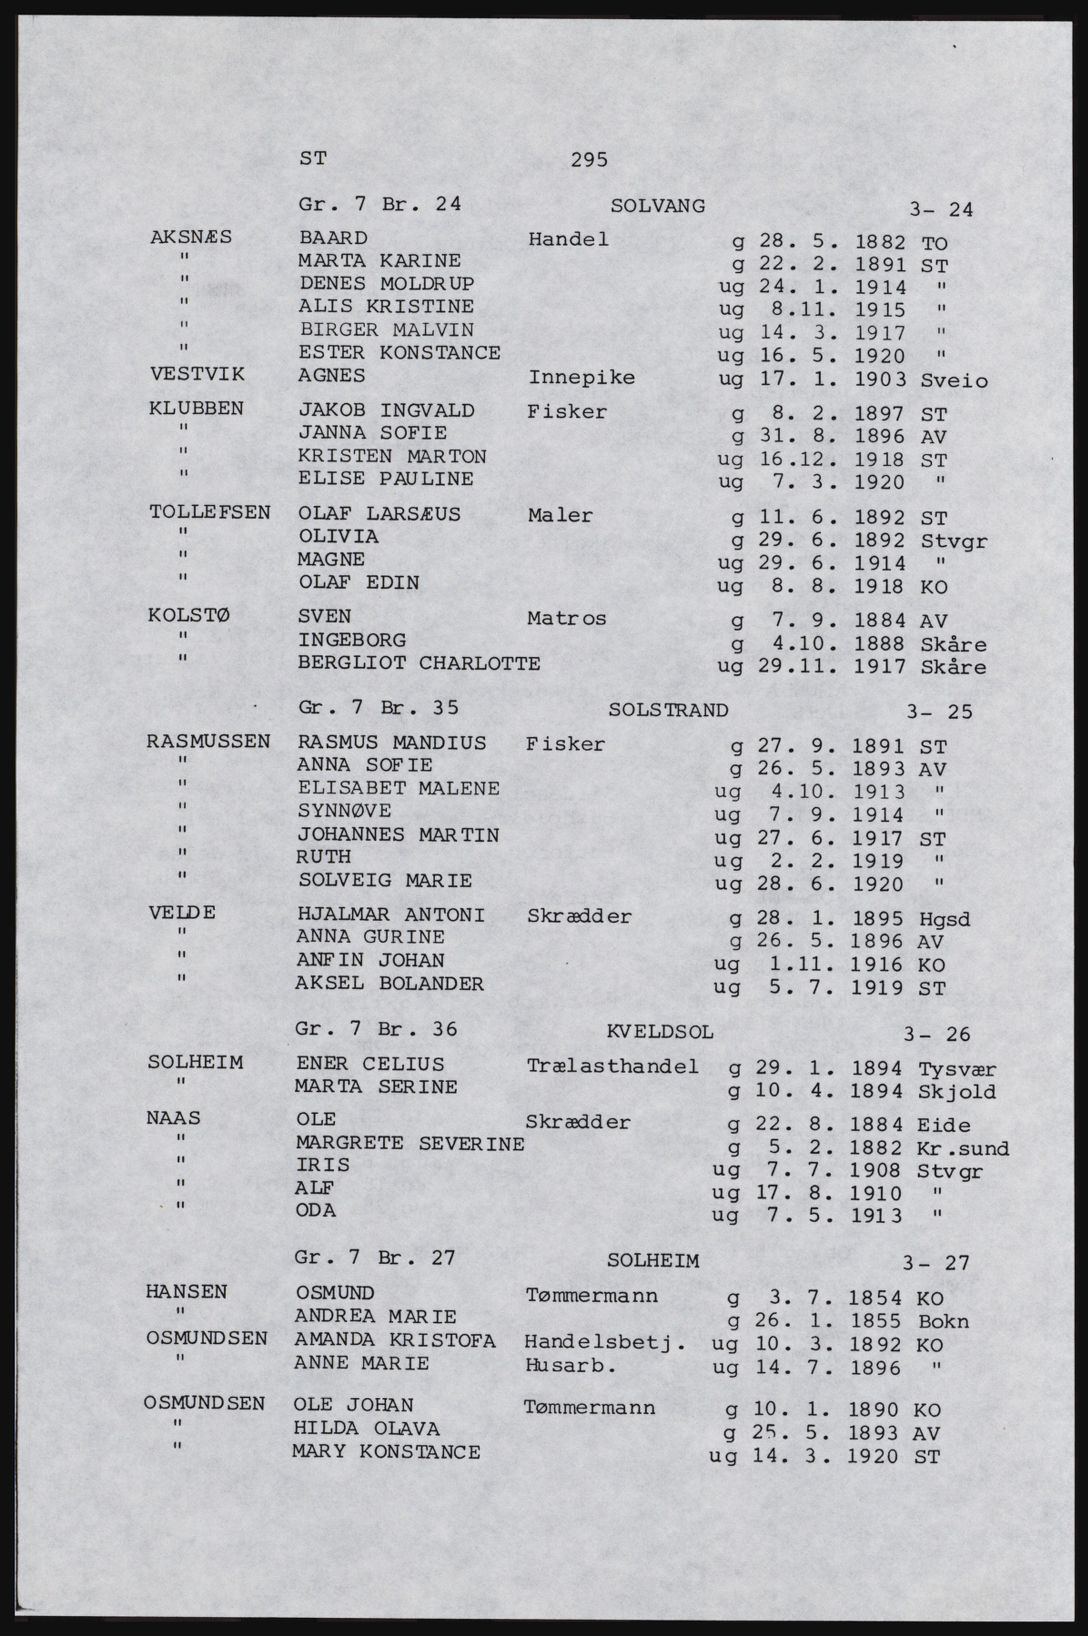 ST 295
Gr. 7 Br. 24 SOLVANG 3- 24
AKSNÆS BAARD Handel g 28. 5. 1882 TO
" MARTA KARINE g 22. 2. 1891 ST
" DENES MOLDRUP ug 24. 1. 1914 "
" ALIS KRISTINE ug 8.11. 1915 "
" BIRGER MALVIN ug 14. 3. 1917 "
" ESTER KONSTANCE ug 16. 5. 1920 "
VESTVIK AGNES Innepike ug 17. 1. 1903 Sveio
KLUBBEN JAKOB INGVALD Fisker g 8. 2. 1897 ST
" JANNA SOFIE g 31. 8. 1896 AV
" KRISTEN MARTON ug 16.12. 1918 ST
" ELISE PAULINE ug 7. 3. 1920 "
TOLLEFSEN OLAF LARSÆUS Maler g 11. 6. 1892 ST
" OLIVIA g 29. 6. 1892 Stvgr
" MAGNE ug 29. 6. 1914 "
" OLAF EDIN ug 8. 8. 1918 KO
KOLSTØ SVEN Matros g 7. 9. 1884 AV
" INGEBORG g 4.10. 1888 Skåre
" BERGLIOT CHARLOTTE ug 29.11. 1917 Skåre
Gr. 7 Br. 35 SOLSTRAND 3- 25
RASMUSSEN RASMUS MANDIUS Fisker g 27. 9. 1891 ST
" ANNA SOFIE g 26. 5. 1893 AV
" ELISABET MALENE ug 4.10. 1913 "
" SYNNØVE ug 7. 9. 1914 "
" JOHANNES MARTIN ug 27. 6. 1917 ST
" RUTH ug 2. 2. 1919 "
" SOLVEIG MARIE ug 28. 6. 1920 "
VELDE HJALMAR ANTONI Skrædder g 28. 1. 1895 Hgsd
" ANNA GURINE g 26. 5. 1896 AV
" ANFIN JOHAN ug 1.11. 1916 KO
" AKSEL BOLANDER ug 5. 7. 1919 ST
Gr. 7 Br. 36 KVELDSOL 3- 26
SOLHEIM ENER CELIUS Trælasthandel g 29. 1. 1894 Tysvær
" MARTA SERINE g 10. 4. 1894 Skjold
NAAS OLE Skrædder g 22. 8. 1884 Eide
" MARGRETE SEVERINE g 5. 2. 1882 Kr.sund
" IRIS ug 7. 7. 1908 Stvgr
" ALF ug 17. 8. 1910 "
" ODA ug 7. 5. 1913 "
Gr. 7 Br. 27 SOLHEIM 3- 27
HANSEN OSMUND Tømmermann g 3. 7. 1854 KO
" ANDREA MARIE g 26. 1. 1855 Bokn
OSMUNDSEN AMANDA KRISTOFA Handelsbetj. ug 10. 3. 1892 KO
" ANNE MARIE Husarb. ug 14. 7. 1896 "
OSMUNDSEN OLE JOHAN Tømmermann g 10. 1. 1890 KO
" HILDA OLAVA g 25. 5. 1893 AV
" MARY KONSTANCE ug 14. 3. 1920 ST